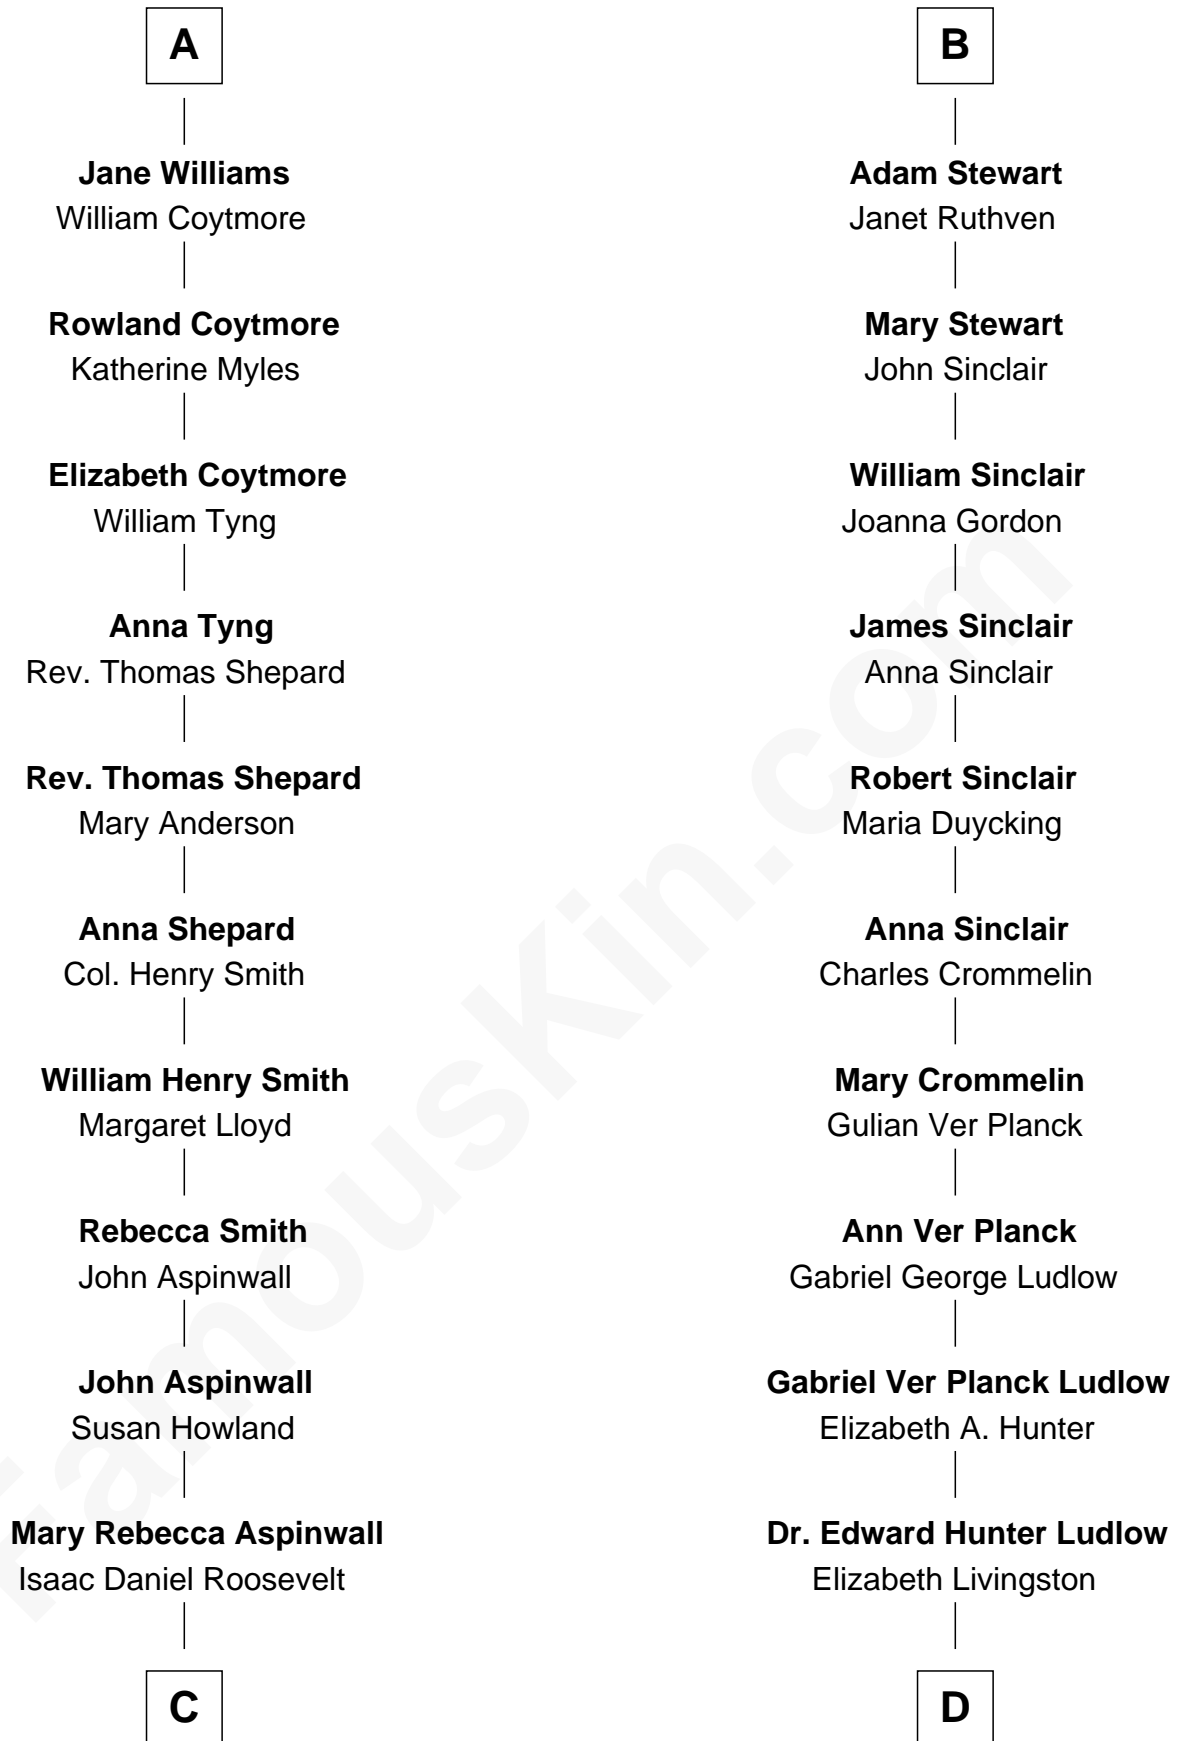 A
Jane Williams
William Coytmore
Rowland Coytmore
Katherine Myles
Elizabeth Coytmore
William Tyng
Anna Tyng
Rev. Thomas Shepard
Rev. Thomas Shepard
Mary Anderson
Anna Shepard
Col. Henry Smith
William Henry Smith
Margaret Lloyd
Rebecca Smith
John Aspinwall
John Aspinwall
Susan Howland
Mary Rebecca Aspinwall
Isaac Daniel Roosevelt
C
B
Adam Stewart
Janet Ruthven
Mary Stewart
John Sinclair
William Sinclair
Joanna Gordon
James Sinclair
Anna Sinclair
Robert Sinclair
Maria Duycking
Anna Sinclair
Charles Crommelin
Mary Crommelin
Gulian Ver Planck
Ann Ver Planck
Gabriel George Ludlow
Gabriel Ver Planck Ludlow
Elizabeth A. Hunter
Dr. Edward Hunter Ludlow
Elizabeth Livingston
D
FamousKin.com